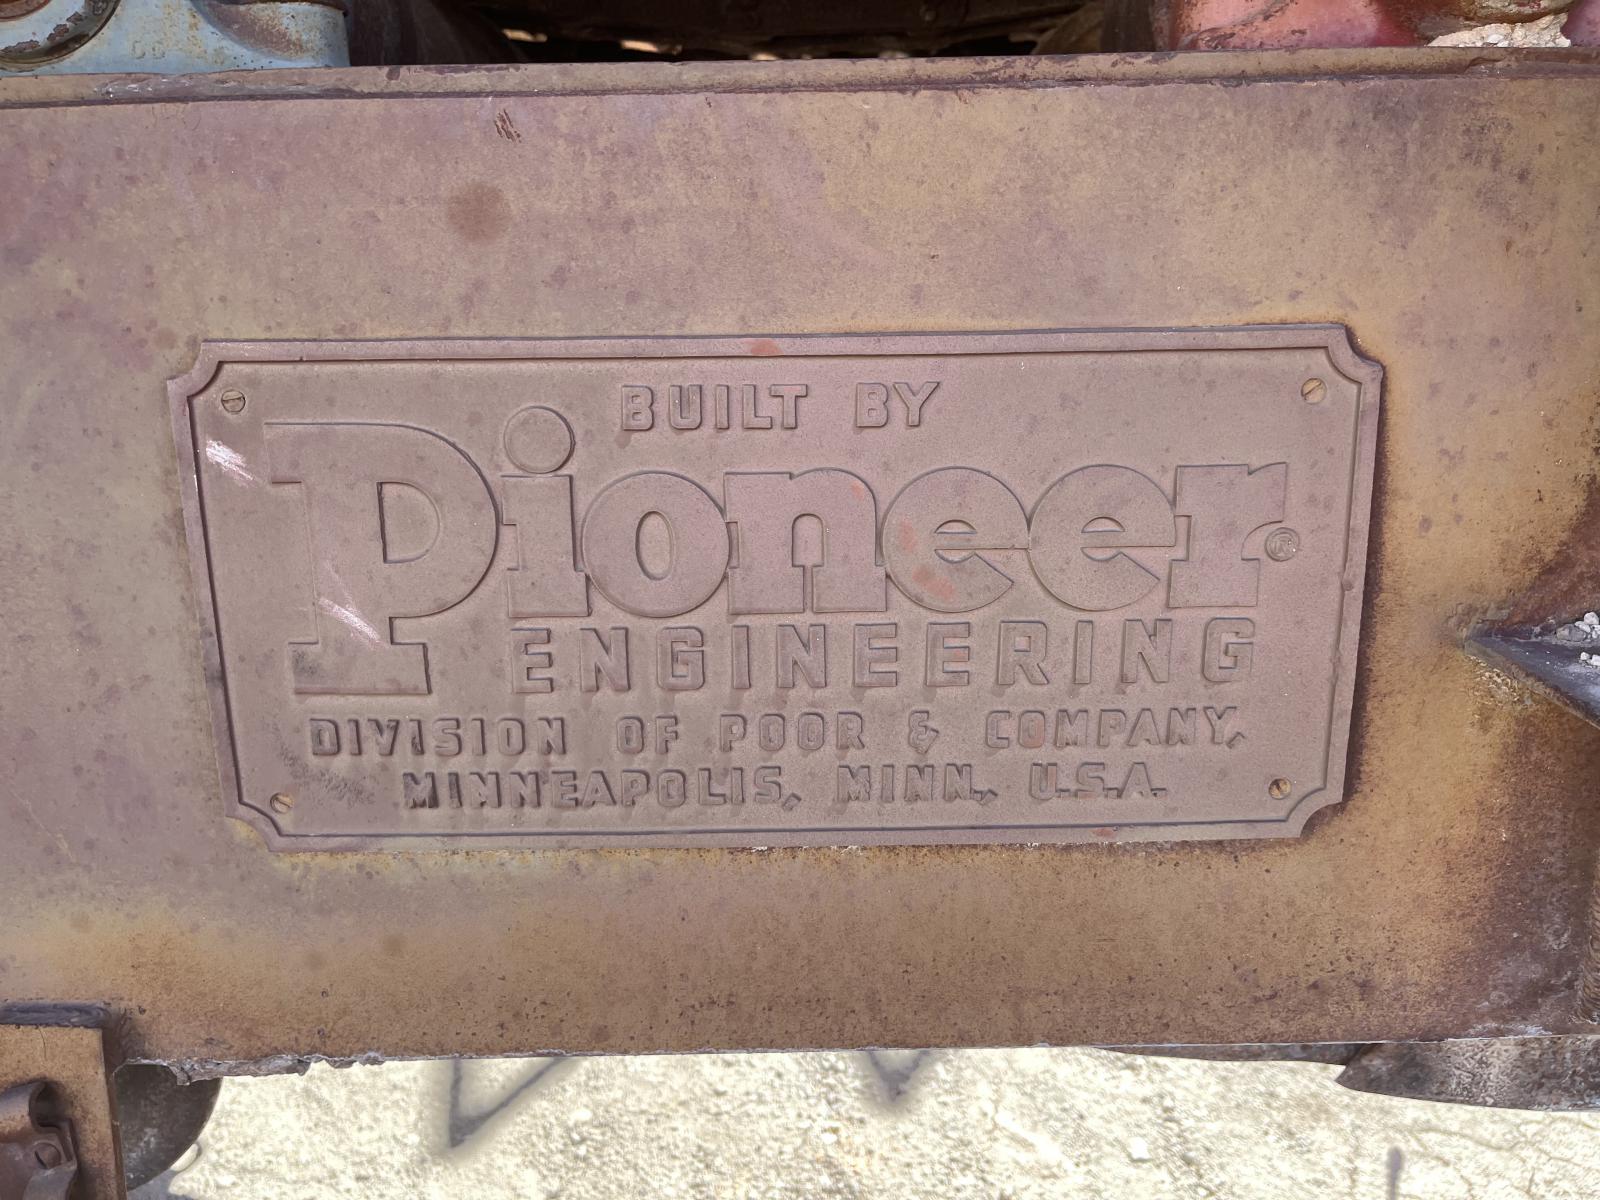 BUILT BY
Pioneer®
ENGINEERING
DIVISION OF POOR & COMPANY,
MINNEAPOLIS, MINN., U.S.A.